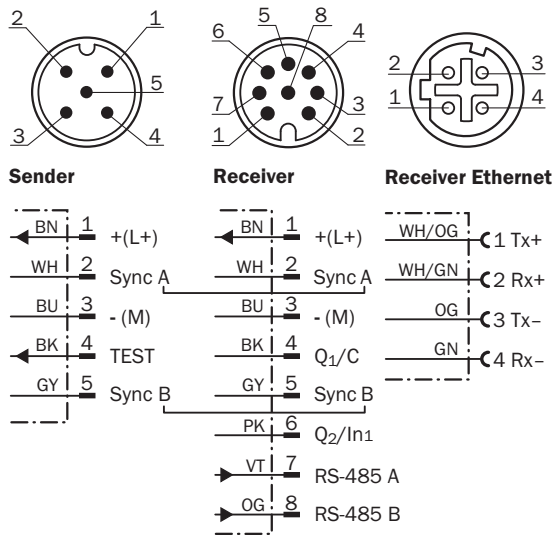 2 1 5 3 4
5 8 6 4 7 3 1 2
2 3 1 4
Sender
BN 1 +(L+)
WH 2 Sync A
BU 3 - (M)
BK 4 TEST
GY 5 Sync B
Receiver
BN 1 +(L+)
WH 2 Sync A
BU 3 - (M)
BK 4 Q1/C
GY 5 Sync B
PK 6 Q2/In1
VT 7 RS-485 A
OG 8 RS-485 B
Receiver Ethernet
WH/OG 1 Tx+
WH/GN 2 Rx+
OG 3 Tx–
GN 4 Rx–